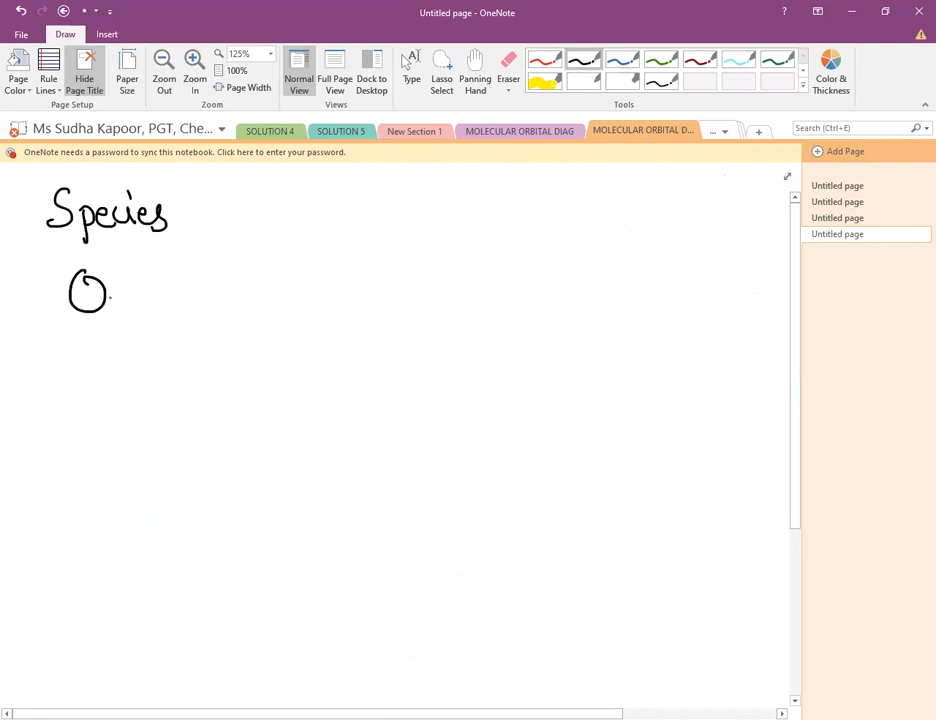 Untitled page - OneNote
?
File
Draw
Insert
Page Color
Rule Lines
Hide Page Title
Paper Size
Zoom Out
Zoom In
125%
100%
Page Width
Normal View
Full Page View
Dock to Desktop
Type
Lasso Select
Panning Hand
Eraser
Color & Thickness
Page Setup
Zoom
Views
Tools
Ms Sudha Kapoor, PGT, Che...
SOLUTION 4
SOLUTION 5
New Section 1
MOLECULAR ORBITAL DIAG
MOLECULAR ORBITAL D...
...
Search (Ctrl+E)
OneNote needs a password to sync this notebook. Click here to enter your password.
Add Page
Untitled page
Untitled page
Untitled page
Untitled page
Species
O